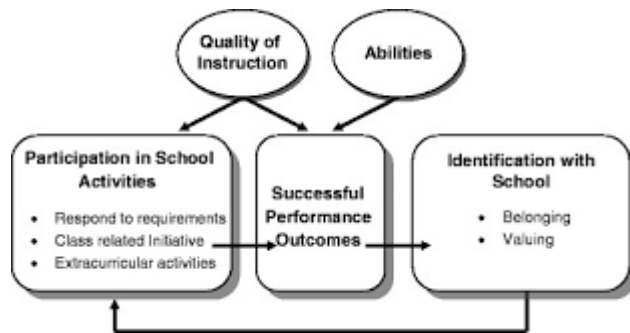 Quality of
Instruction
Abilities
Participation in School
Activities
• Respond to requirements
• Class related Initiative
• Extracurricular activities
Successful
Performance
Outcomes
Identification with
School
• Belonging
• Valuing